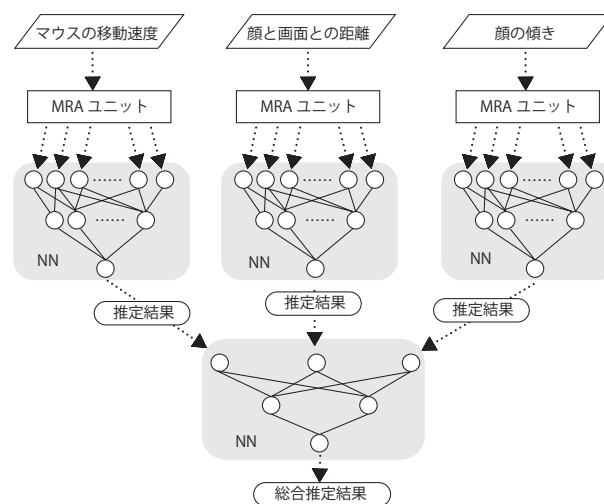 マウスの移動速度
顔と画面との距離
顔の傾き
MRA ユニット
MRA ユニット
MRA ユニット
NN
NN
NN
推定結果
推定結果
推定結果
NN
総合推定結果